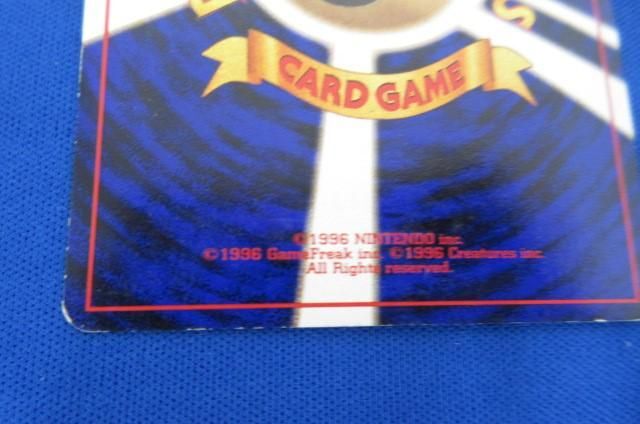 CARD GAME
©1996 NINTENDO inc.
©1996 GameFreak inc. ©1996 Creatures inc.
All Rights reserved.